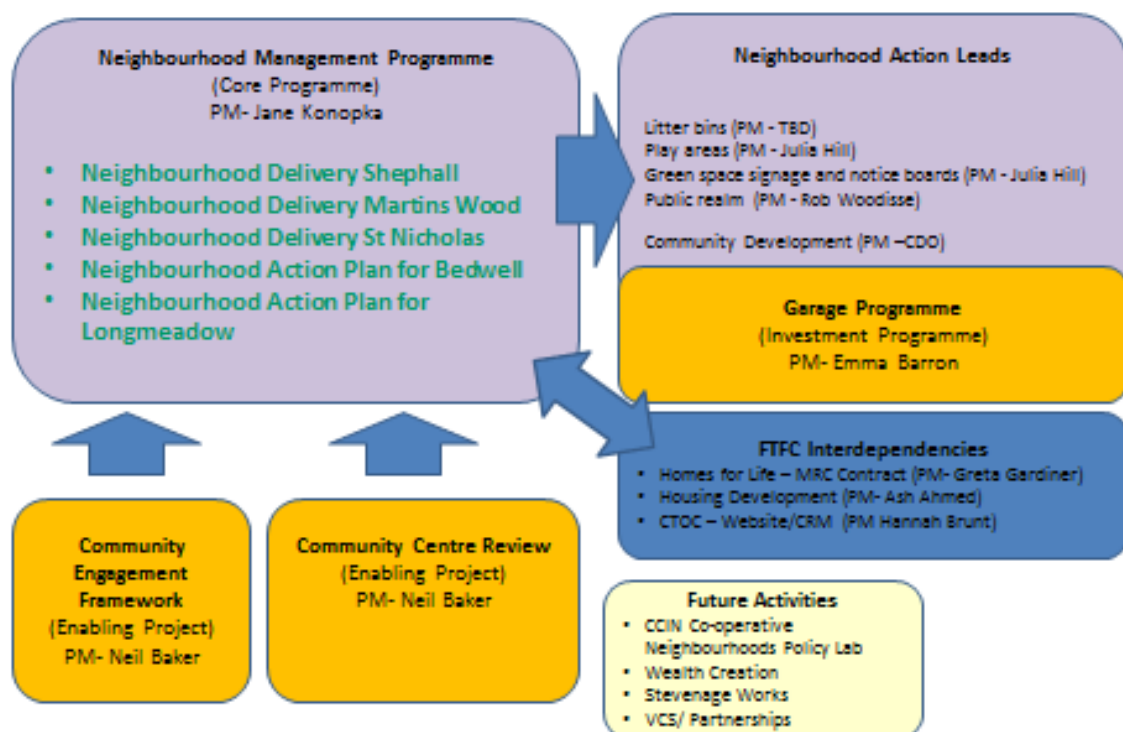 Neighbourhood Management Programme
(Core Programme)
PM- Jane Konopka
• Neighbourhood Delivery Shephall
• Neighbourhood Delivery Martins Wood
• Neighbourhood Delivery St Nicholas
• Neighbourhood Action Plan for Bedwell
• Neighbourhood Action Plan for
Longmeadow
Neighbourhood Action Leads
Litter bins (PM - TBD)
Play areas (PM - Julia Hill)
Green space signage and notice boards (PM - Julia Hill)
Public realm (PM - Rob Woodisse)
Community Development (PM –CDO)
Garage Programme
(Investment Programme)
PM- Emma Barron
FTFC Interdependencies
• Homes for Life – MRC Contract (PM- Greta Gardiner)
• Housing Development (PM- Ash Ahmed)
• CTOC – Website/CRM (PM Hannah Brunt)
Community
Engagement
Framework
(Enabling Project)
PM- Neil Baker
Community Centre Review
(Enabling Project)
PM- Neil Baker
Future Activities
• CCIN Co-operative
Neighbourhoods Policy Lab
• Wealth Creation
• Stevenage Works
• VCS/ Partnerships